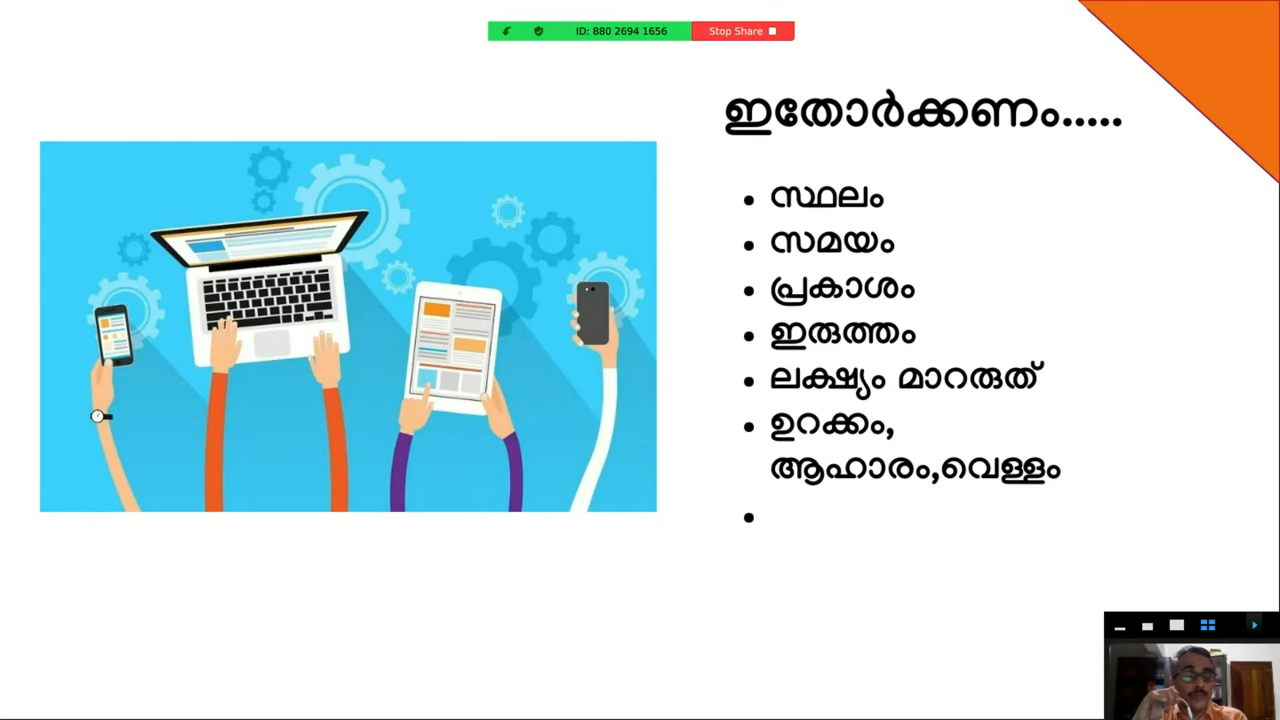 ID: 880 2694 1656
Stop Share
ഇതോർക്കണം.....
• സ്ഥലം
• സമയം
• പ്രകാശം
• ഇരുത്തം
• ലക്ഷ്യം മാറരുത്
• ഉറക്കം,
ആഹാരം,വെള്ളം
•